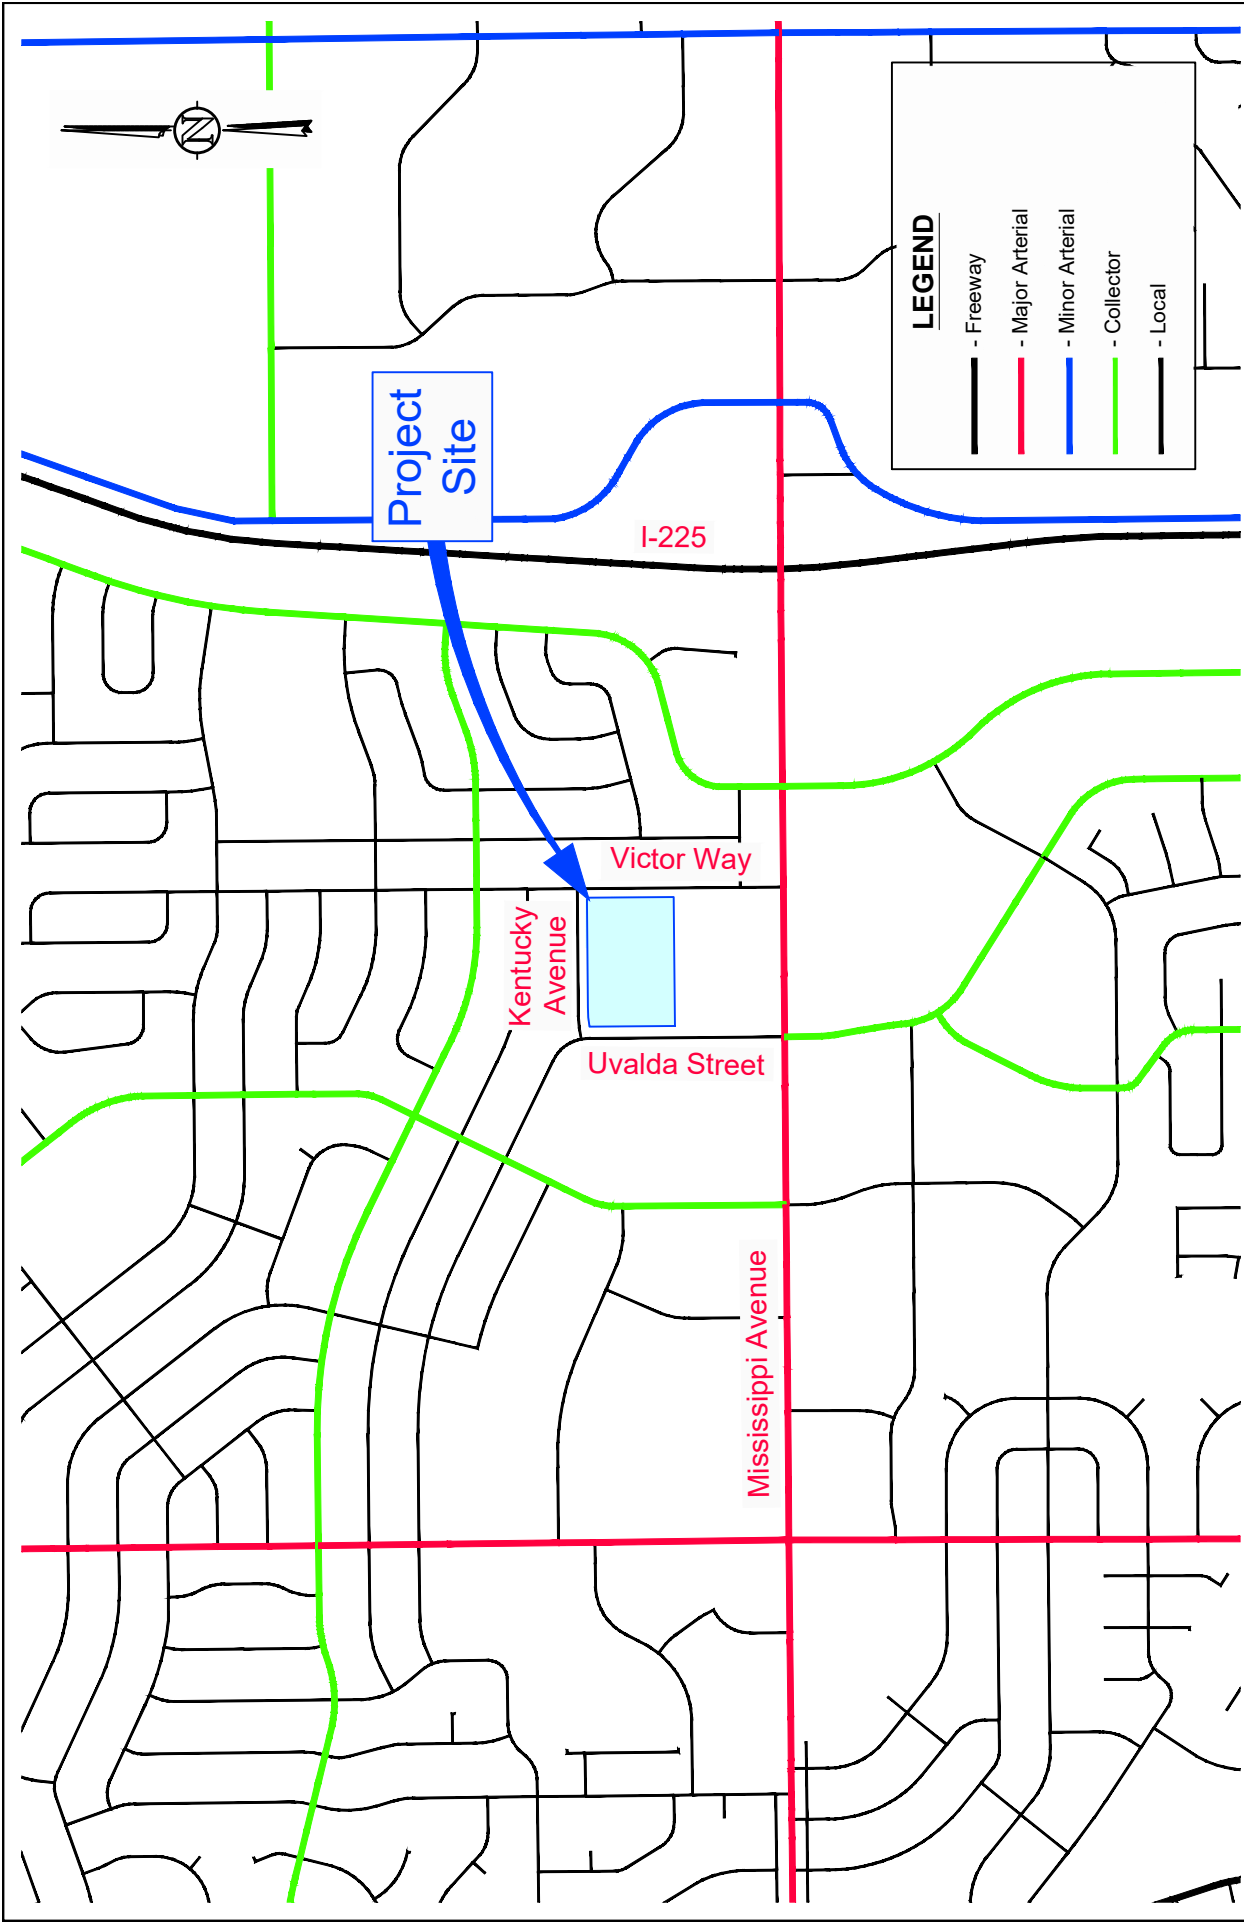 N
LEGEND
- Freeway
- Major Arterial
- Minor Arterial
- Collector
- Local
Project
Site
I-225
Victor Way
Kentucky
Avenue
Uvalda Street
Mississippi Avenue